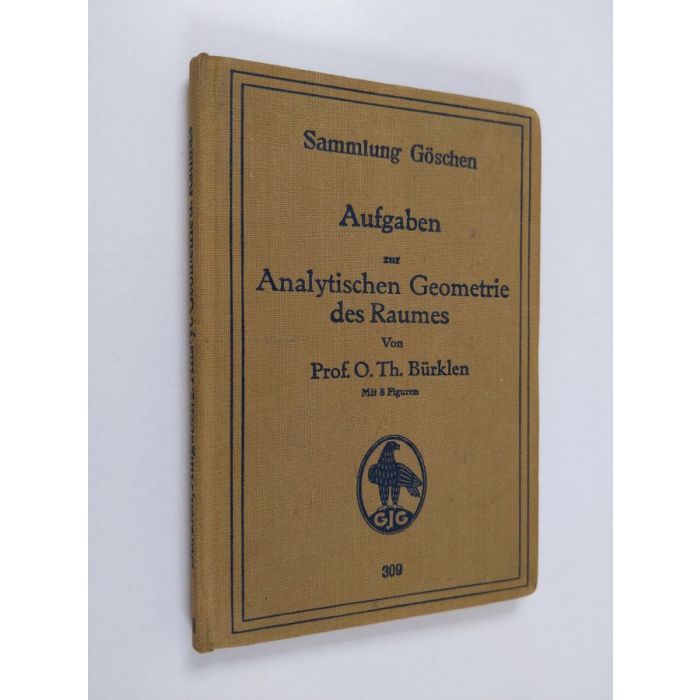 Sammlung Göschen
Aufgaben
zur
Analytischen Geometrie
des Raumes
Von
Prof. O. Th. Bürklen
Mit 8 Figuren
GJG
309